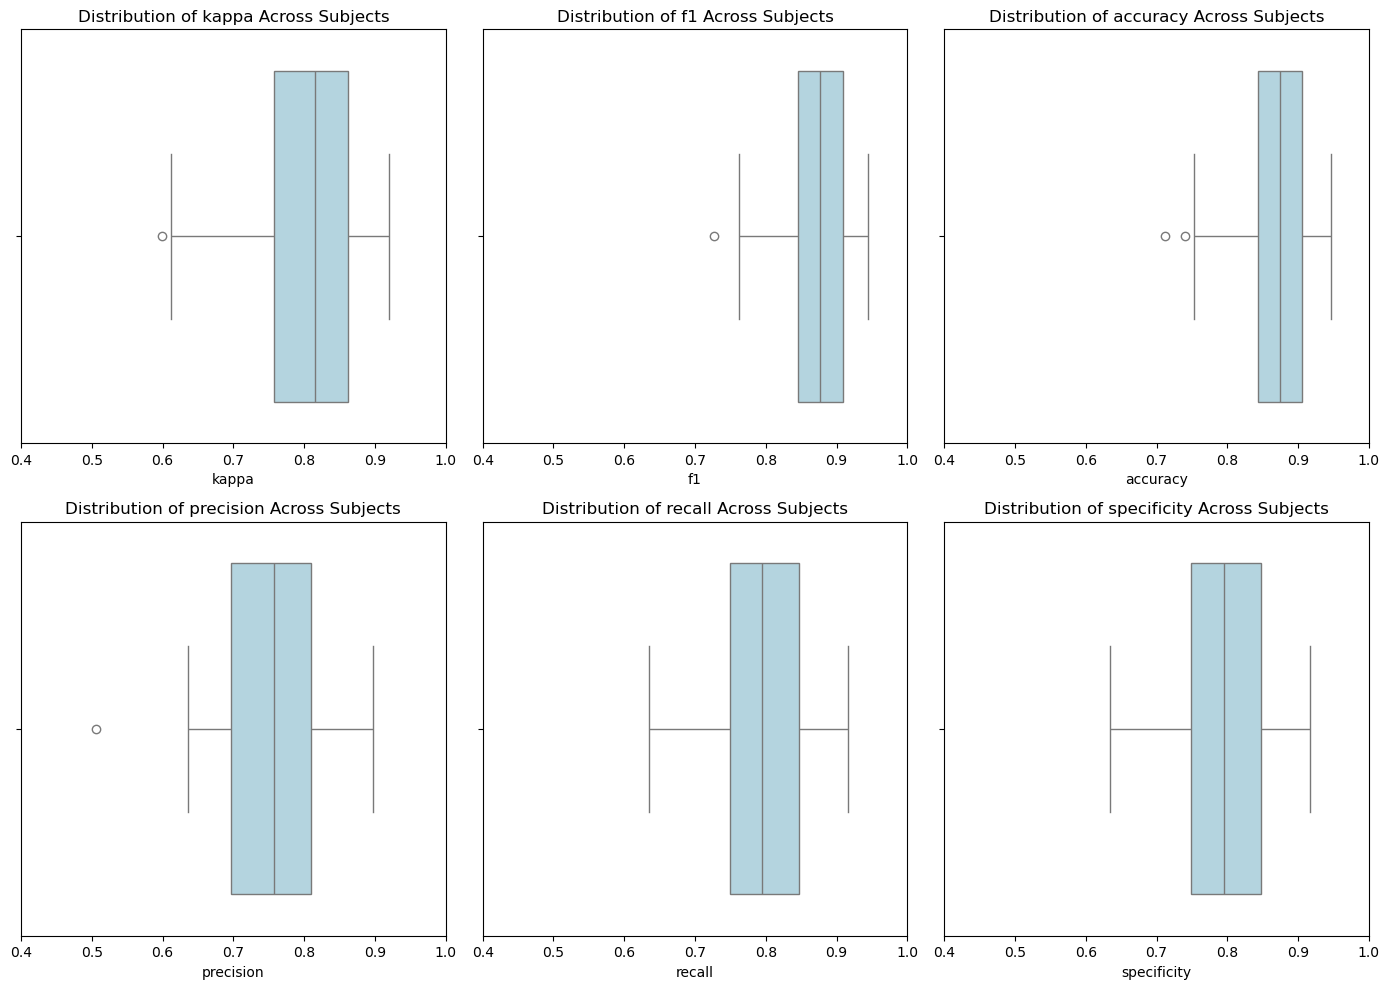 Distribution of kappa Across Subjects
0.4 0.5 0.6 0.7 0.8 0.9 1.0
kappa
Distribution of f1 Across Subjects
0.4 0.5 0.6 0.7 0.8 0.9 1.0
f1
Distribution of accuracy Across Subjects
0.4 0.5 0.6 0.7 0.8 0.9 1.0
accuracy
Distribution of precision Across Subjects
0.4 0.5 0.6 0.7 0.8 0.9 1.0
precision
Distribution of recall Across Subjects
0.4 0.5 0.6 0.7 0.8 0.9 1.0
recall
Distribution of specificity Across Subjects
0.4 0.5 0.6 0.7 0.8 0.9 1.0
specificity